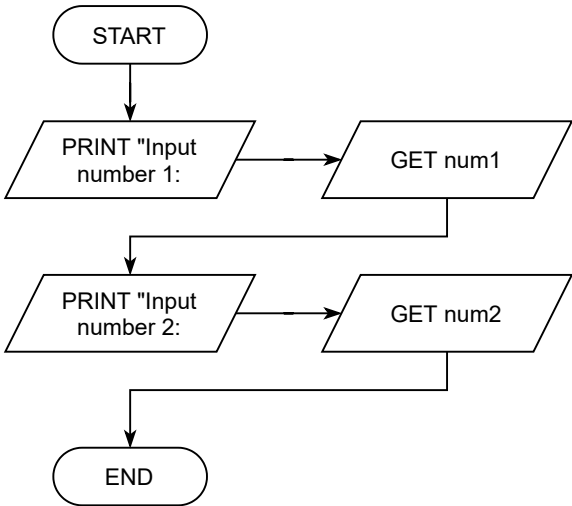 START
PRINT "Input
number 1:
GET num1
PRINT "Input
number 2:
GET num2
END